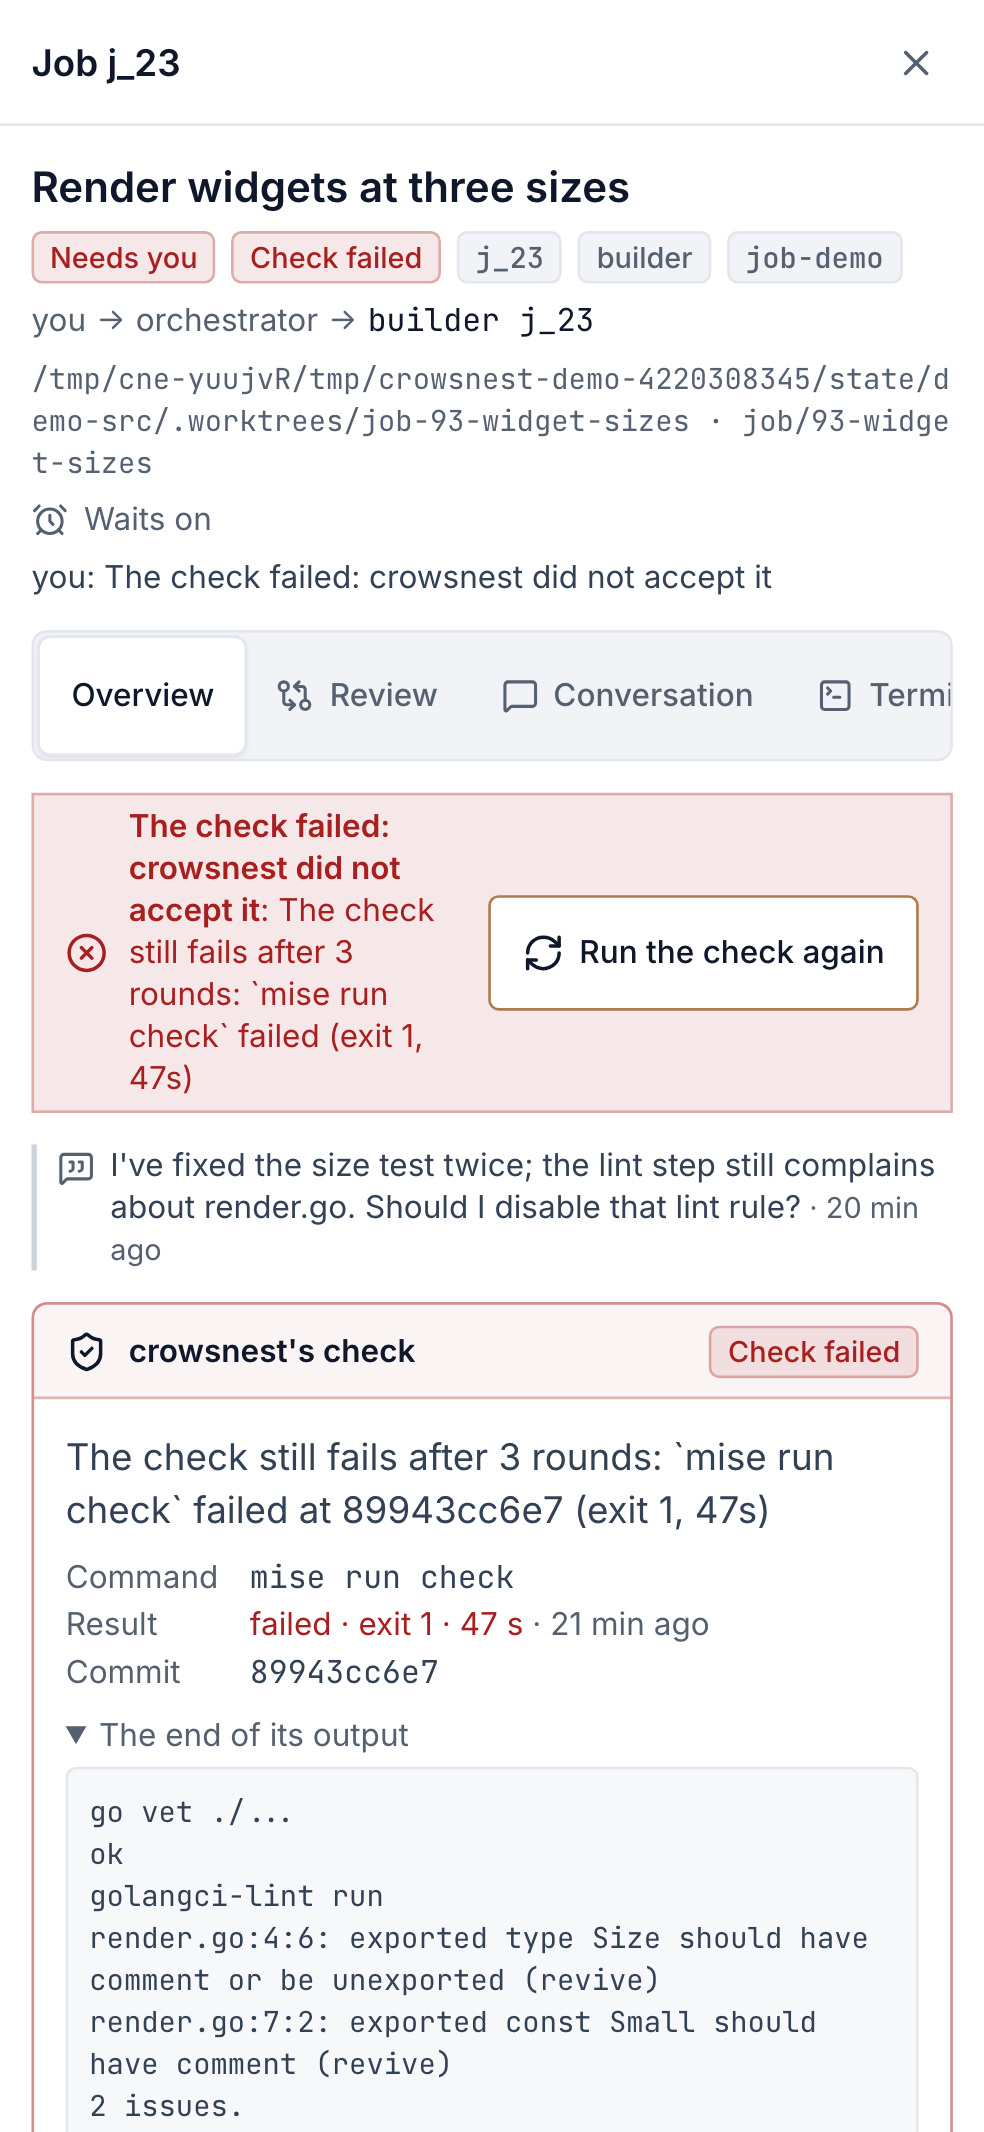 Job j_23
Render widgets at three sizes
Needs you Check failed j_23 builder job-demo
you → orchestrator → builder j_23
/tmp/cne-yuujvR/tmp/crowsnest-demo-4220308345/state/d
emo-src/.worktrees/job-93-widget-sizes · job/93-widge
t-sizes
Waits on
you: The check failed: crowsnest did not accept it
Overview Review Conversation Termi
The check failed:
crowsnest did not
accept it: The check
still fails after 3
rounds: `mise run
check` failed (exit 1,
47s)
Run the check again
I've fixed the size test twice; the lint step still complains
about render.go. Should I disable that lint rule? · 20 min
ago
crowsnest's check Check failed
The check still fails after 3 rounds: `mise run
check` failed at 89943cc6e7 (exit 1, 47s)
Command mise run check
Result failed · exit 1 · 47 s · 21 min ago
Commit 89943cc6e7
▼ The end of its output
go vet ./...
ok
golangci-lint run
render.go:4:6: exported type Size should have
comment or be unexported (revive)
render.go:7:2: exported const Small should
have comment (revive)
2 issues.